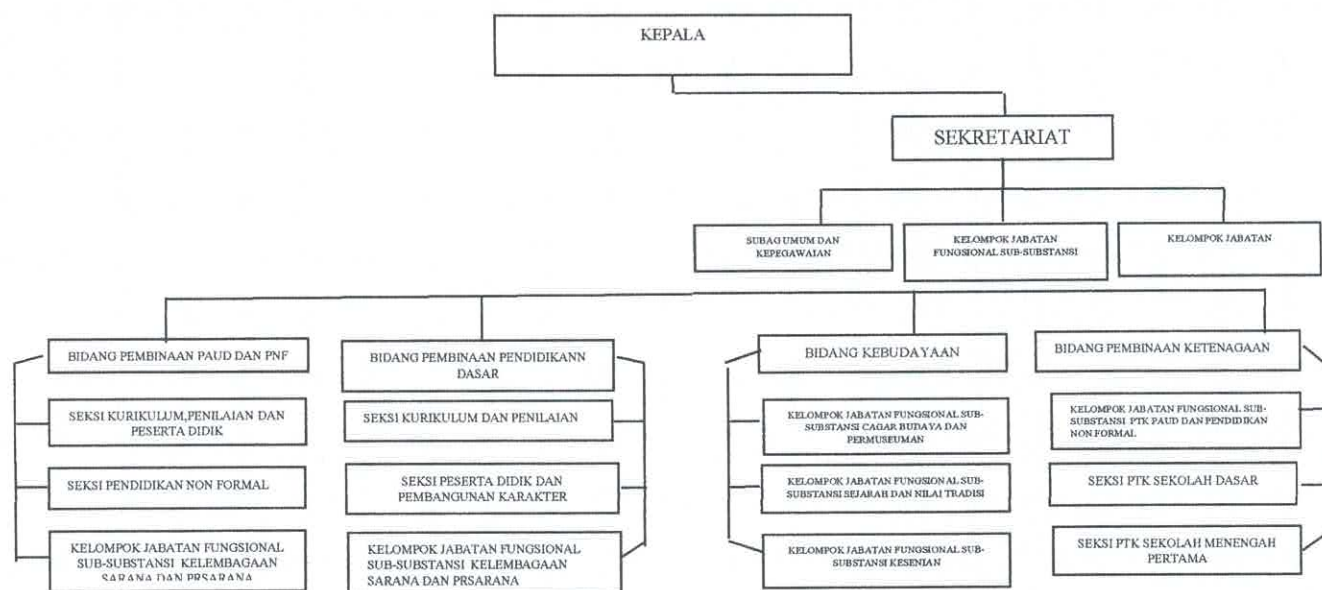 KEPALA
SEKRETARIAT
SUBAG UMUM DAN
KEPEGAWAIAN
KELOMPOK JABATAN
FUNGSIONAL SUB-SUBSTANSI
KELOMPOK JABATAN
BIDANG PEMBINAAN PAUD DAN PNF
SEKSI KURIKULUM,PENILAIAN DAN
PESERTA DIDIK
SEKSI PENDIDIKAN NON FORMAL
KELOMPOK JABATAN FUNGSIONAL
SUB-SUBSTANSI KELEMBAGAAN
SARANA DAN PRSARANA
BIDANG PEMBINAAN PENDIDIKANN
DASAR
SEKSI KURIKULUM DAN PENILAIAN
SEKSI PESERTA DIDIK DAN
PEMBANGUNAN KARAKTER
KELOMPOK JABATAN FUNGSIONAL
SUB-SUBSTANSI KELEMBAGAAN
SARANA DAN PRSARANA
BIDANG KEBUDAYAAN
KELOMPOK JABATAN FUNGSIONAL SUB-
SUBSTANSI CAGAR BUDAYA DAN
PERMUSEUMAN
KELOMPOK JABATAN FUNGSIONAL SUB-
SUBSTANSI SEJARAH DAN NILAI TRADISI
KELOMPOK JABATAN FUNGSIONAL SUB-
SUBSTANSI KESENIAN
BIDANG PEMBINAAN KETENAGAAN
KELOMPOK JABATAN FUNGSIONAL SUB-
SUBSTANSI PTK PAUD DAN PENDIDIKAN
NON FORMAL
SEKSI PTK SEKOLAH DASAR
SEKSI PTK SEKOLAH MENENGAH
PERTAMA